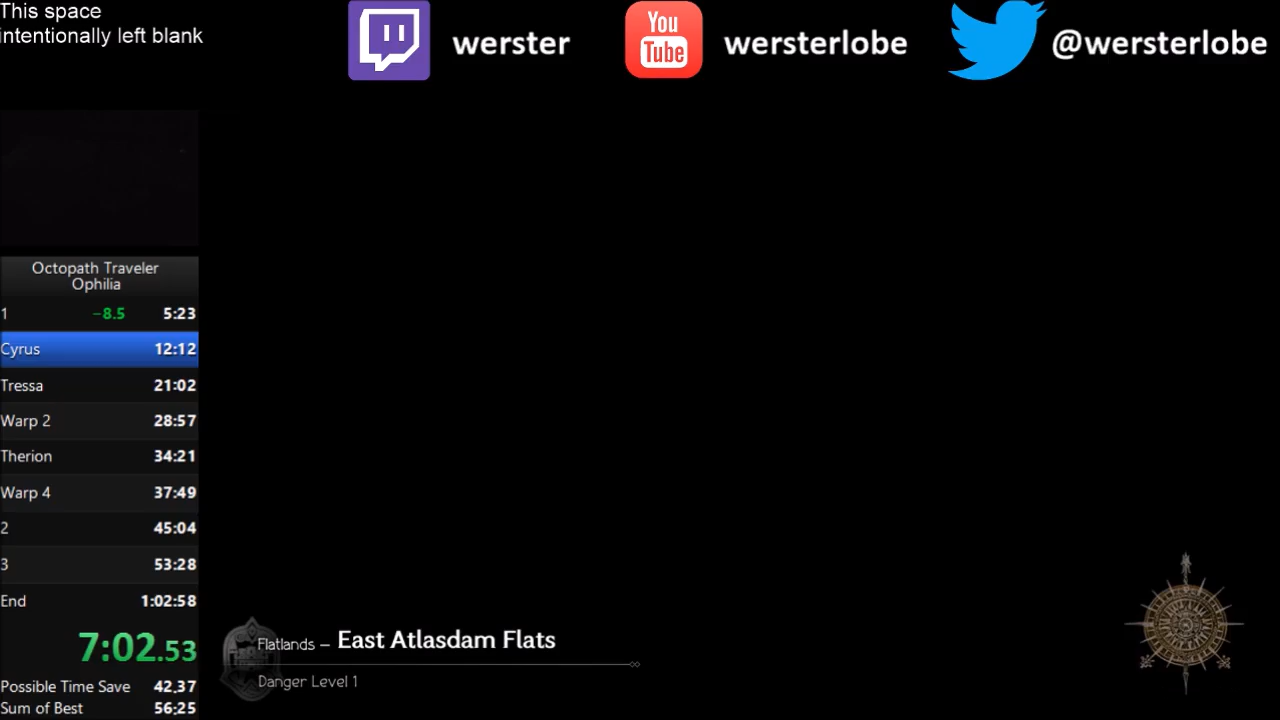 This space
intentionally left blank
werster
You
Tube
wersterlobe
@wersterlobe
Octopath Traveler
Ophilia
1 −8.5 5:23
Cyrus 12:12
Tressa 21:02
Warp 2 28:57
Therion 34:21
Warp 4 37:49
2 45:04
3 53:28
End 1:02:58
7:02.53
Possible Time Save 42.37
Sum of Best 56:25
Flatlands – East Atlasdam Flats
Danger Level 1